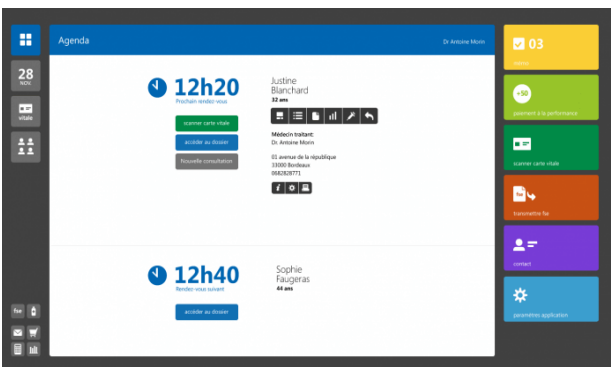 Agenda
Dr Antoine Morin
28
NOV.
vitale
12h20
Prochain rendez-vous
scanner carte vitale
accéder au dossier
Nouvelle consultation
Justine
Blanchard
32 ans
Médecin traitant:
Dr. Antoine Morin
01 avenue de la république
33000 Bordeaux
0682828771
12h40
Rendez-vous suivant
accéder au dossier
Sophie
Faugeras
44 ans
03
+50
paiement à la performance
scanner carte vitale
fse
transmettre fse
contact
paramètres application
fse